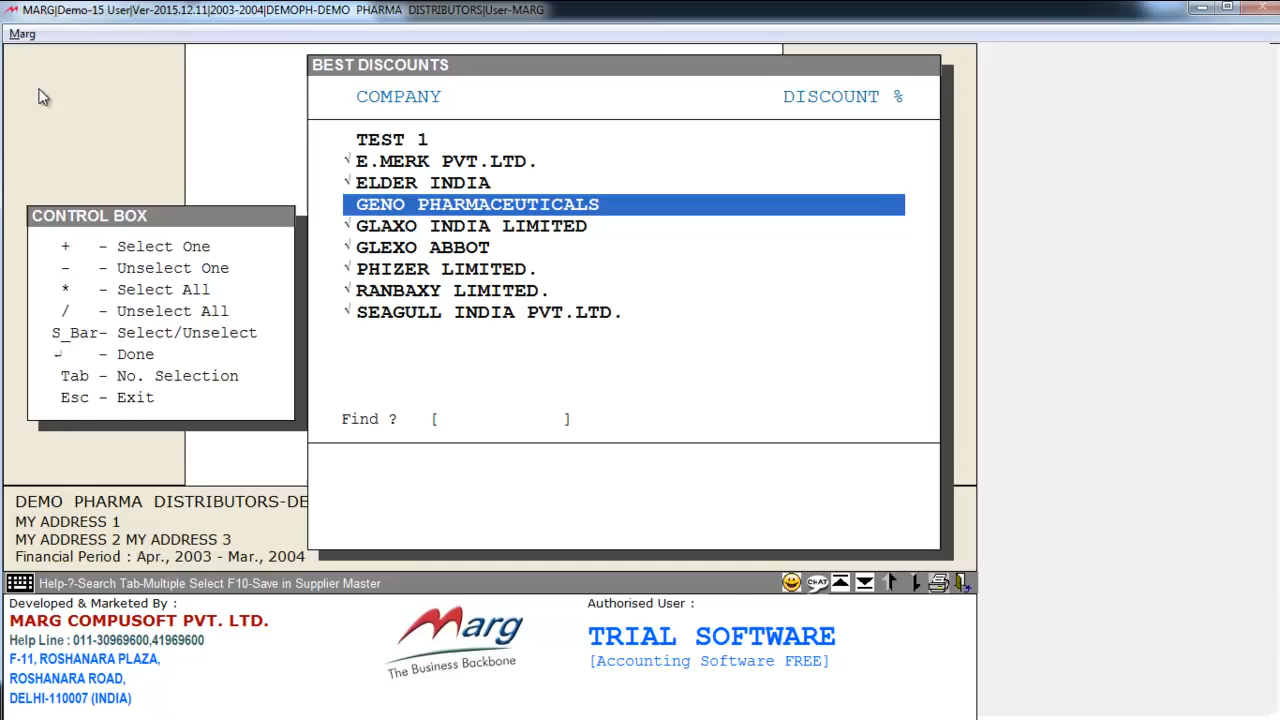 MARG|Demo-15 User|Ver-2015.12.11|2003-2004|DEMOPH-DEMO PHARMA DISTRIBUTORS|User-MARG
Marg
BEST DISCOUNTS
COMPANY DISCOUNT %
TEST 1
√ E.MERK PVT.LTD.
√ ELDER INDIA
GENO PHARMACEUTICALS
√ GLAXO INDIA LIMITED
√ GLEXO ABBOT
√ PHIZER LIMITED.
√ RANBAXY LIMITED.
√ SEAGULL INDIA PVT.LTD.
Find ? [ ]
CONTROL BOX
+ - Select One
- - Unselect One
* - Select All
/ - Unselect All
S_Bar- Select/Unselect
↵ - Done
Tab - No. Selection
Esc - Exit
DEMO PHARMA DISTRIBUTORS-DE
MY ADDRESS 1
MY ADDRESS 2 MY ADDRESS 3
Financial Period : Apr., 2003 - Mar., 2004
Help-?-Search Tab-Multiple Select F10-Save in Supplier Master
CHAT
Developed & Marketed By :
MARG COMPUSOFT PVT. LTD.
Help Line : 011-30969600,41969600
F-11, ROSHANARA PLAZA,
ROSHANARA ROAD,
DELHI-110007 (INDIA)
Marg
The Business Backbone
Authorised User :
TRIAL SOFTWARE
[Accounting Software FREE]